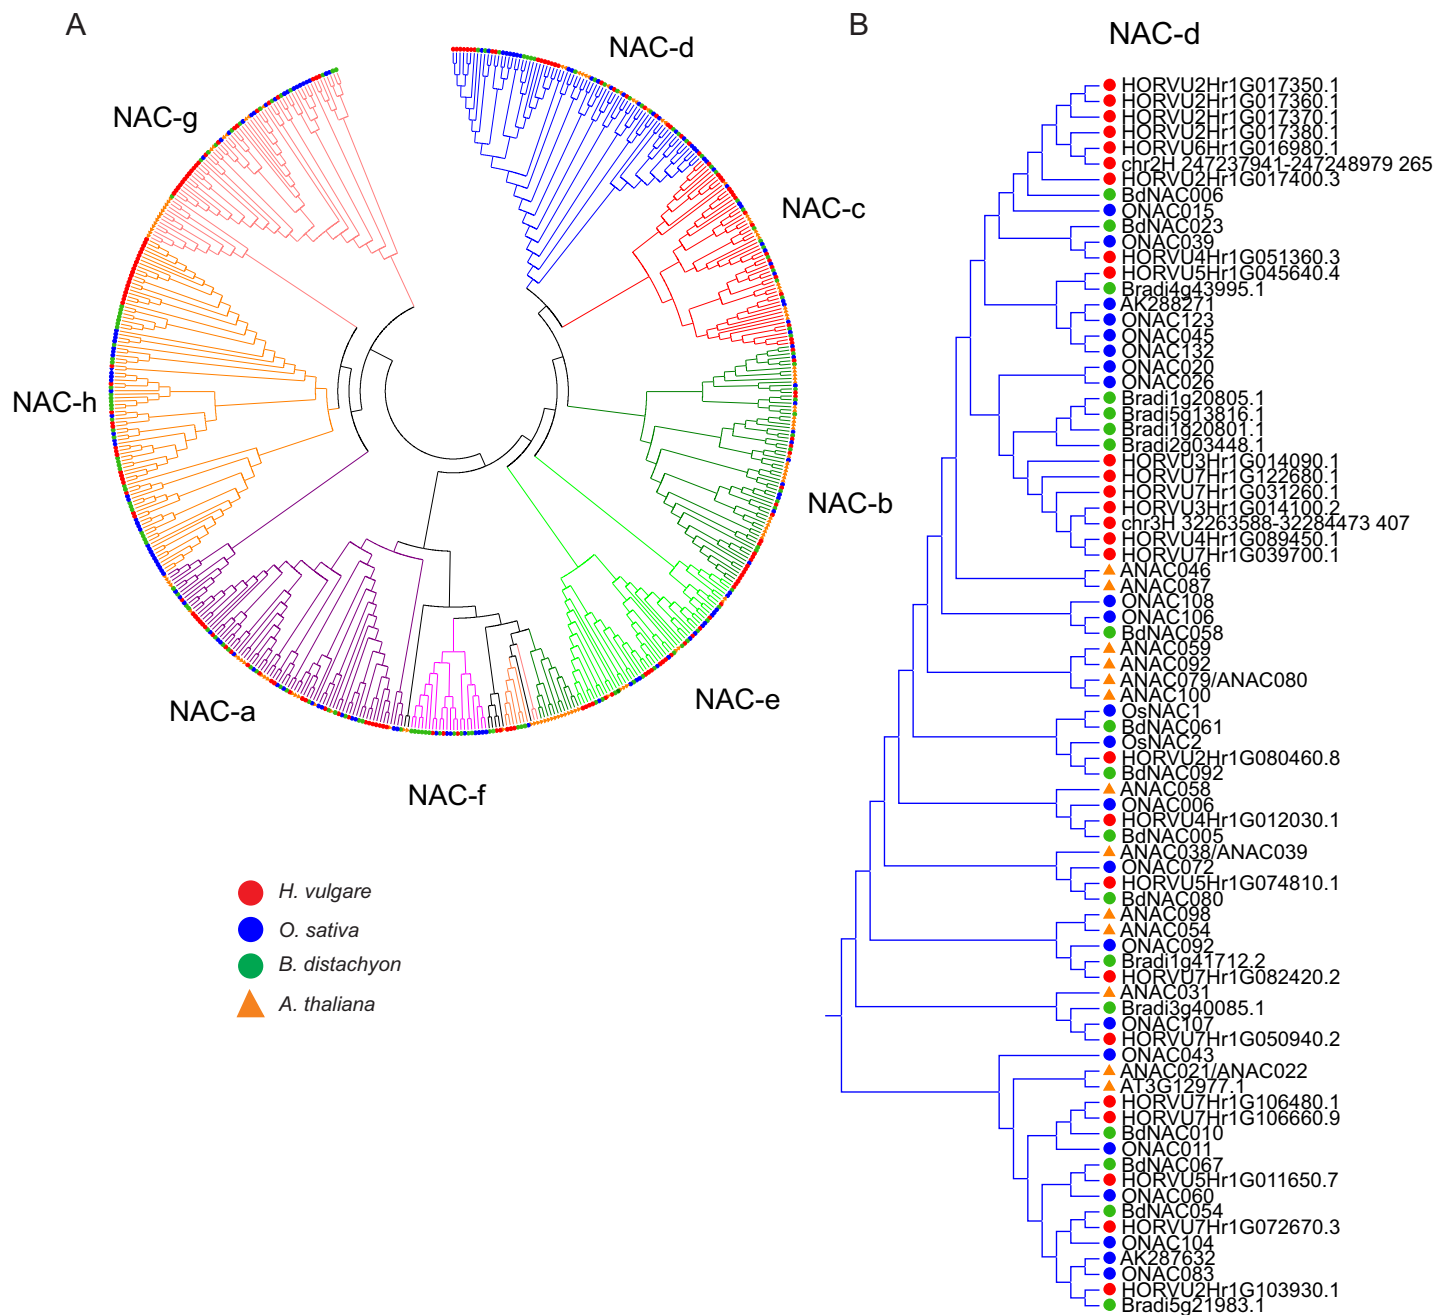 A
NAC-d
NAC-g
NAC-c
NAC-h
NAC-b
NAC-a
NAC-e
NAC-f
H. vulgare
O. sativa
B. distachyon
A. thaliana
B
NAC-d
HORVU2Hr1G017350.1
HORVU2Hr1G017360.1
HORVU2Hr1G017370.1
HORVU2Hr1G017380.1
HORVU6Hr1G016980.1
chr2H 247237941-247248979 265
HORVU2Hr1G017400.3
BdNAC006
ONAC015
BdNAC023
ONAC039
HORVU4Hr1G051360.3
HORVU5Hr1G045640.4
Bradi4g43995.1
AK288271
ONAC123
ONAC045
ONAC132
ONAC020
ONAC026
Bradi1g20805.1
Bradi5g13816.1
Bradi1g20801.1
Bradi2g03448.1
HORVU3Hr1G014090.1
HORVU7Hr1G122680.1
HORVU7Hr1G031260.1
HORVU3Hr1G014100.2
chr3H 32263588-32284473 407
HORVU4Hr1G089450.1
HORVU7Hr1G039700.1
ANAC046
ANAC087
ONAC108
ONAC106
BdNAC058
ANAC059
ANAC092
ANAC079/ANAC080
ANAC100
OsNAC1
BdNAC061
OsNAC2
HORVU2Hr1G080460.8
BdNAC092
ANAC058
ONAC006
HORVU4Hr1G012030.1
BdNAC005
ANAC038/ANAC039
ONAC072
HORVU5Hr1G074810.1
BdNAC080
ANAC098
ANAC054
ONAC092
Bradi1g41712.2
HORVU7Hr1G082420.2
ANAC031
Bradi3g40085.1
ONAC107
HORVU7Hr1G050940.2
ONAC043
ANAC021/ANAC022
AT3G12977.1
HORVU7Hr1G106480.1
HORVU7Hr1G106660.9
BdNAC010
ONAC011
BdNAC067
HORVU5Hr1G011650.7
ONAC060
BdNAC054
HORVU7Hr1G072670.3
ONAC104
AK287632
ONAC083
HORVU2Hr1G103930.1
Bradi5g21983.1